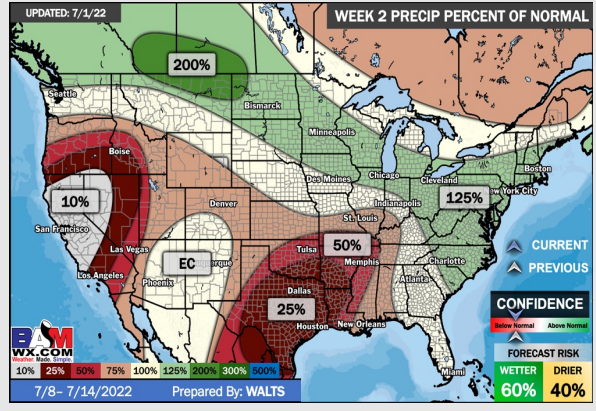 UPDATED: 7/1/22
WEEK 2 PRECIP PERCENT OF NORMAL
200%
Seattle
Bismarck
Minneapolis
Boise
Boston
Des Moines
Chicago
Cleveland
ew York City
10%
Denver
Indianapolis
125%
St. Louis
San Francisco
Las Vegas
Tulsa
50%
CURRENT
EC
erque
Memphis
Charlotte
PREVIOUS
Los Angeles
Phoenix
Atlanta
Dallas
25%
CONFIDENCE
Houston
New Orleans
Below Normal Above Normal
BAM
WX.COM
Weather. Made. Simple.
FORECAST RISK
Miami
WETTER DRIER
60% 40%
10% 25% 50% 75% 100% 125% 200% 300% 500%
7/8– 7/14/2022 Prepared By: WALTS